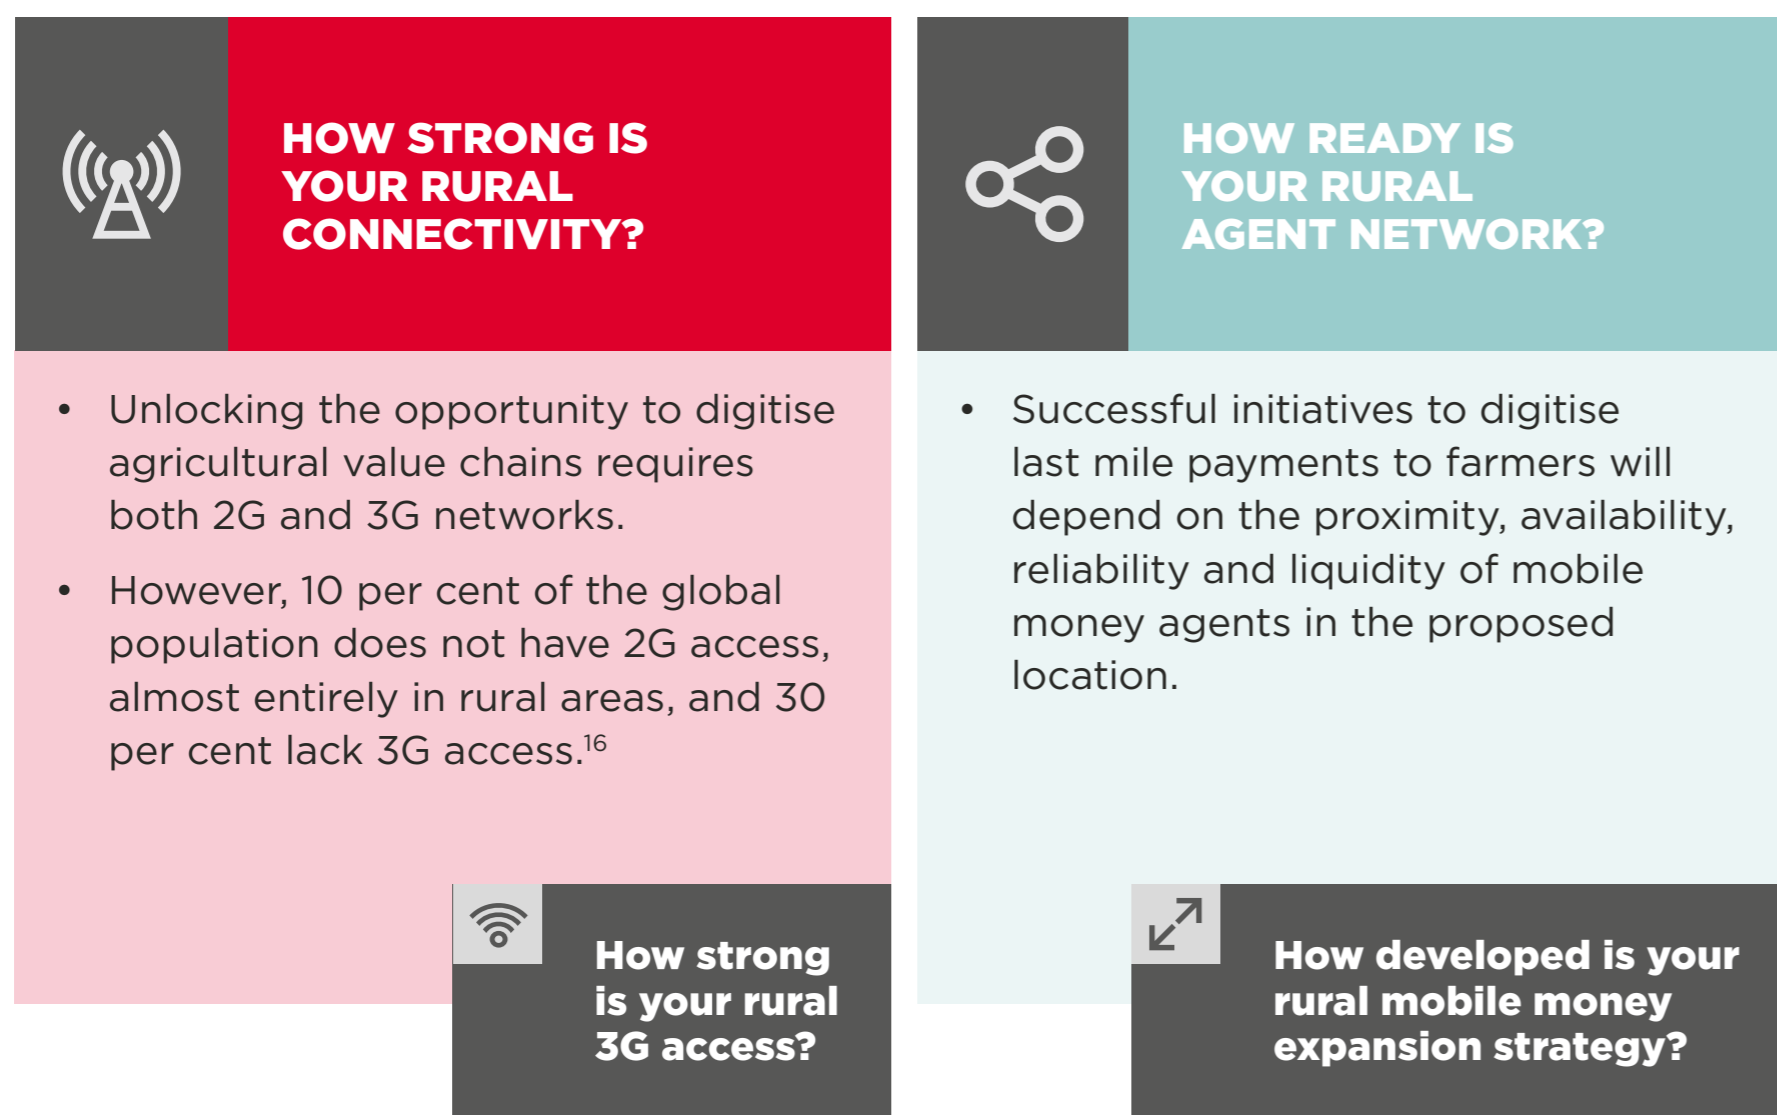 HOW STRONG IS
YOUR RURAL
CONNECTIVITY?
• Unlocking the opportunity to digitise
agricultural value chains requires
both 2G and 3G networks.
• However, 10 per cent of the global
population does not have 2G access,
almost entirely in rural areas, and 30
per cent lack 3G access.16
How strong
is your rural
3G access?
HOW READY IS
YOUR RURAL
AGENT NETWORK?
• Successful initiatives to digitise
last mile payments to farmers will
depend on the proximity, availability,
reliability and liquidity of mobile
money agents in the proposed
location.
How developed is your
rural mobile money
expansion strategy?